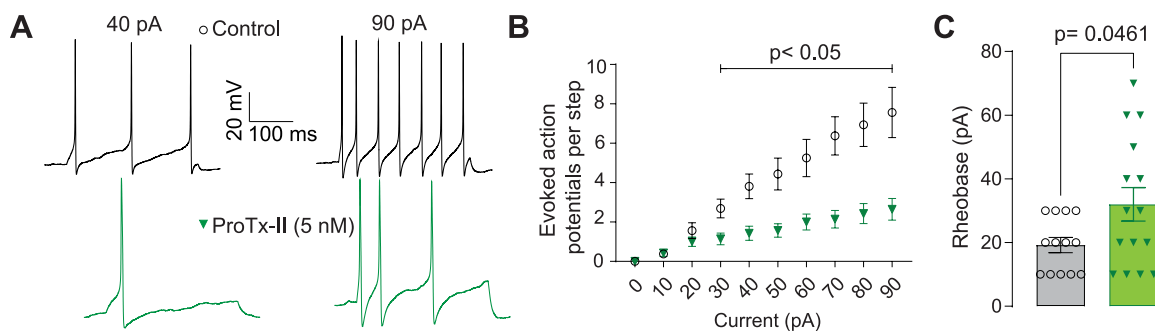 A
40 pA
Control
90 pA
20 mV
100 ms
ProTx-II (5 nM)
B
p< 0.05
Evoked action
potentials per step
10
8
6
4
2
0
0
10
20
30
40
50
60
70
80
90
Current (pA)
C
p= 0.0461
Rheobase (pA)
80
60
40
20
0